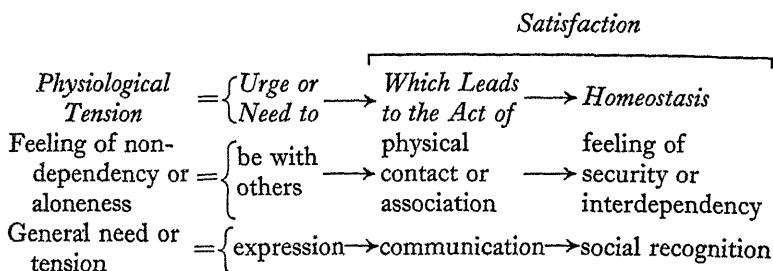 Satisfaction
Physiological Tension = { Urge or Need to → Which Leads to the Act of → Homeostasis
Feeling of non-dependency or aloneness = { be with others → physical contact or association → feeling of security or interdependency
General need or tension = { expression → communication → social recognition